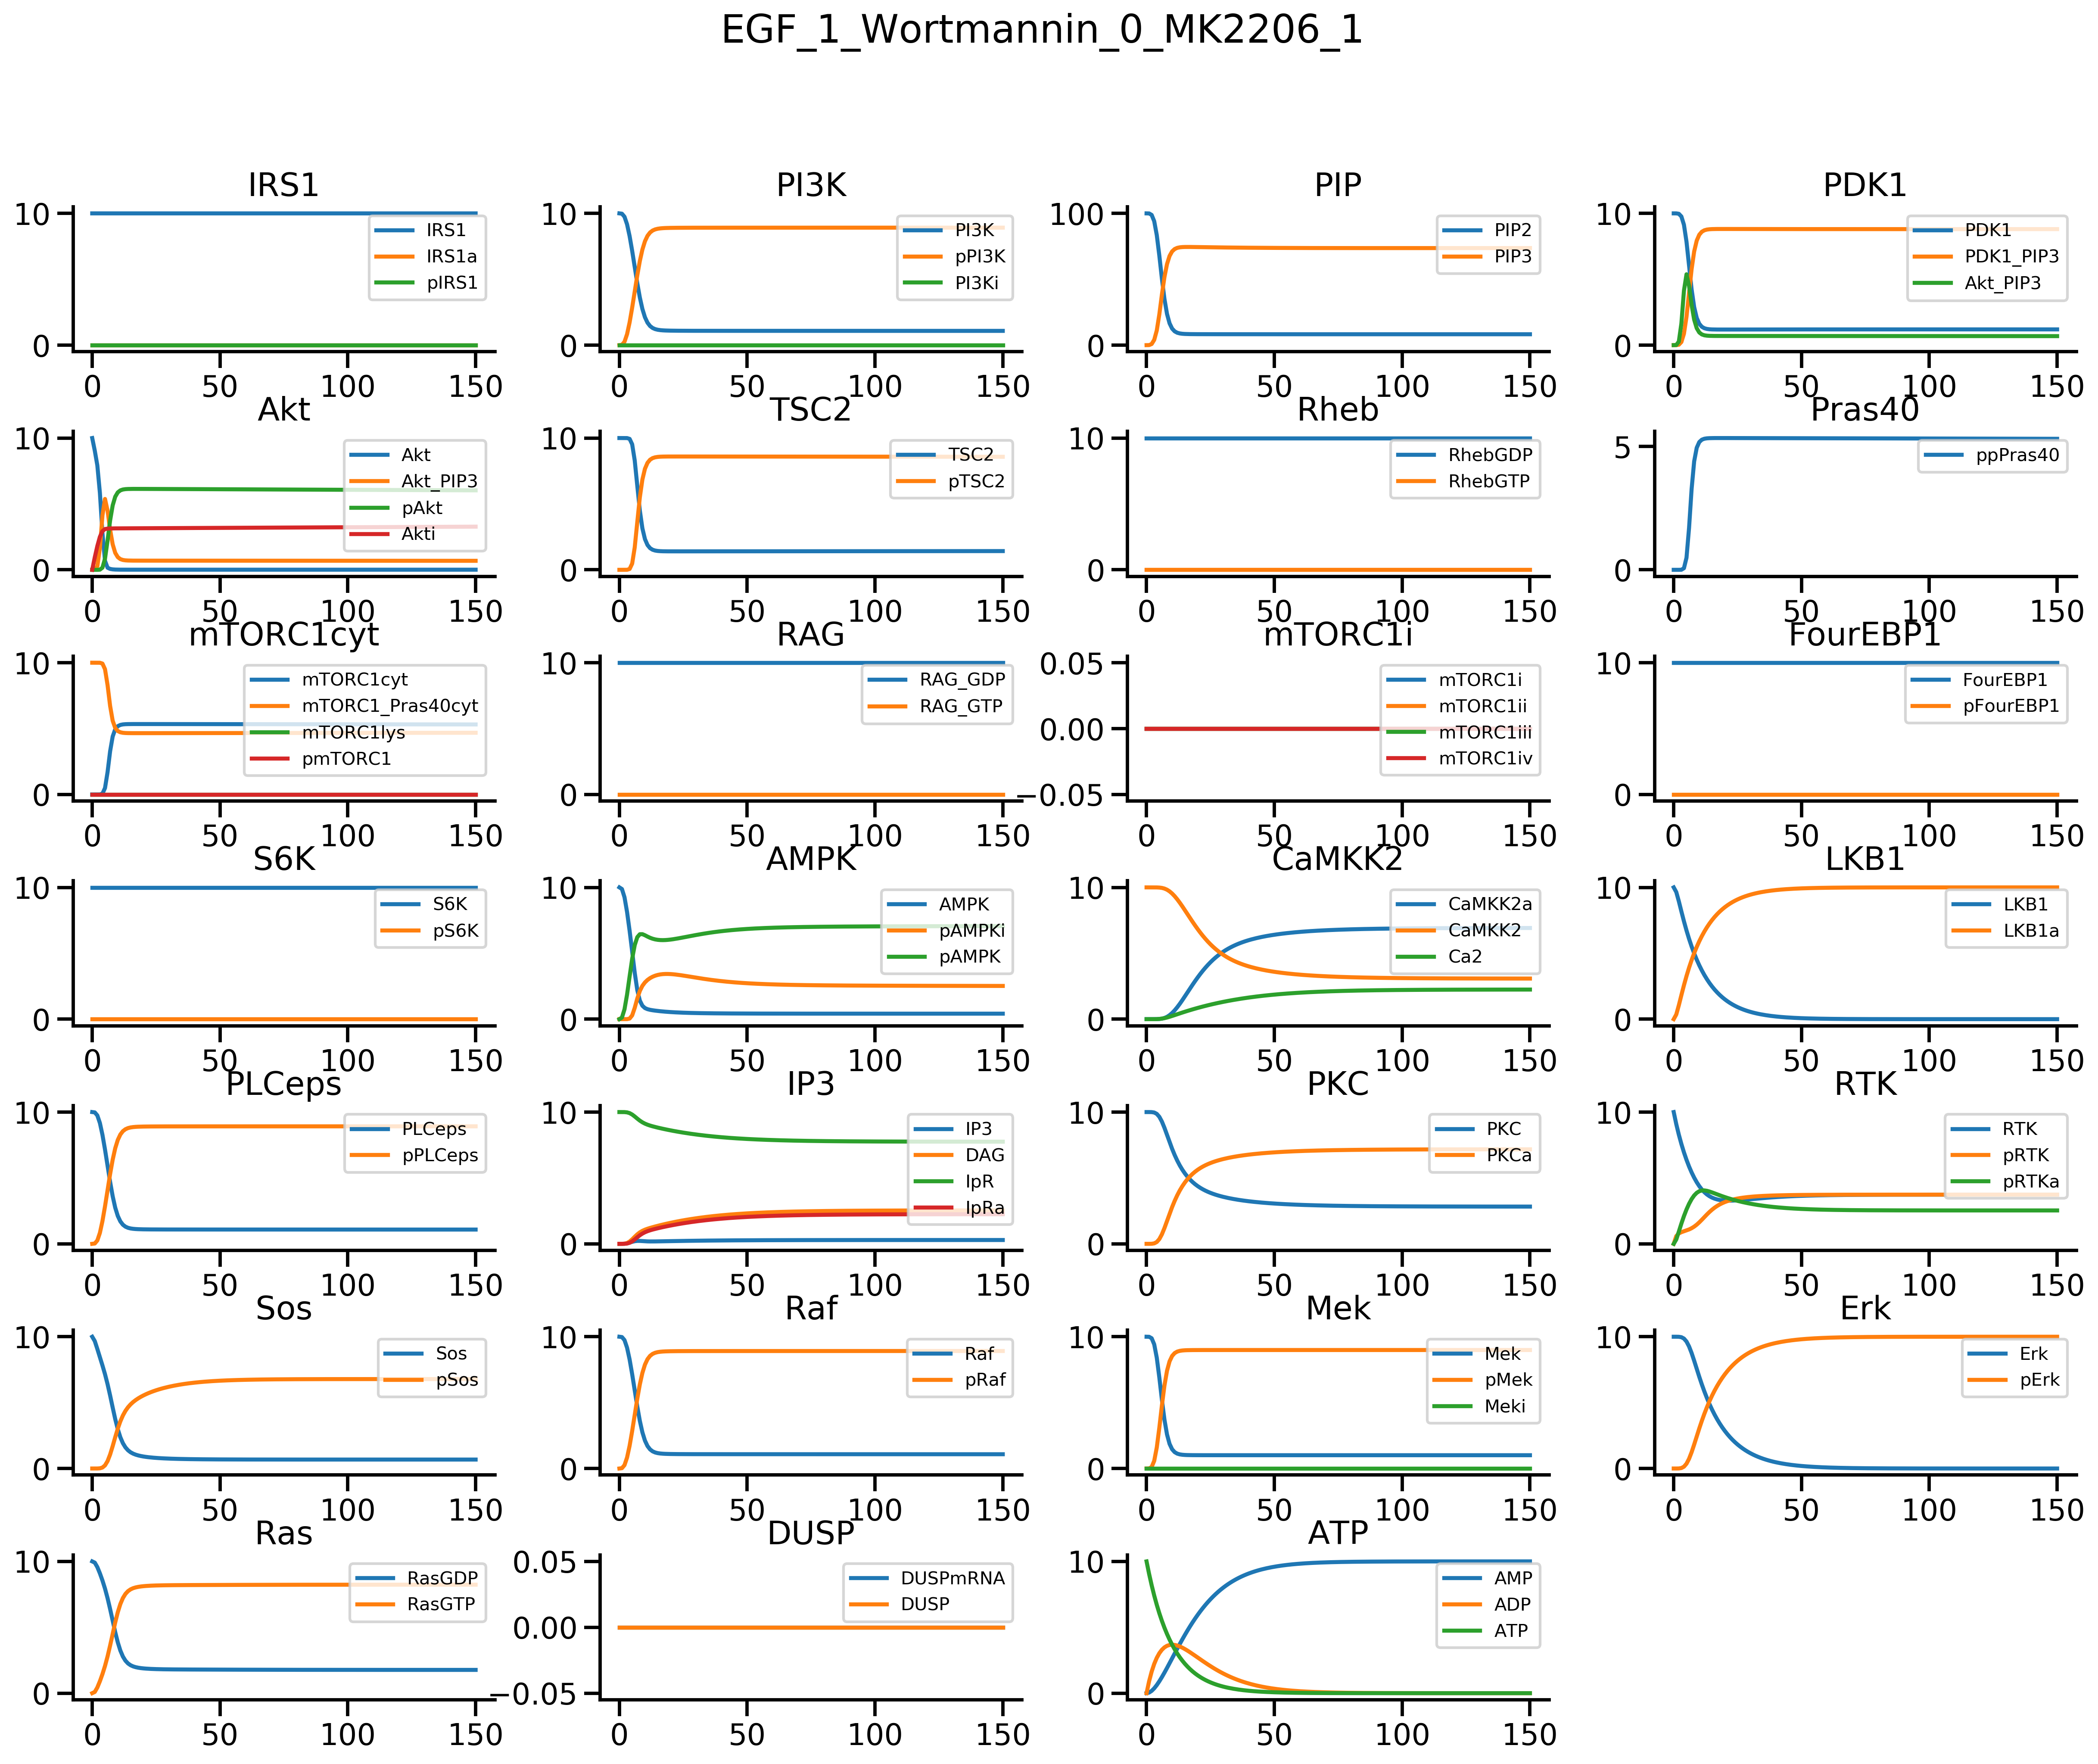 EGF_1_Wortmannin_0_MK2206_1
IRS1
10
0
0 50 100 150
IRS1
IRS1a
pIRS1
PI3K
10
0
0 50 100 150
PI3K
pPI3K
PI3Ki
PIP
100
0
0 50 100 150
PIP2
PIP3
PDK1
10
0
0 50 100 150
PDK1
PDK1_PIP3
Akt_PIP3
Akt
10
0
0 50 100 150
Akt
Akt_PIP3
pAkt
Akti
TSC2
10
0
0 50 100 150
TSC2
pTSC2
Rheb
10
0
0 50 100 150
RhebGDP
RhebGTP
Pras40
5
0
0 50 100 150
ppPras40
mTORC1cyt
10
0
0 50 100 150
mTORC1cyt
mTORC1_Pras40cyt
mTORC1lys
pmTORC1
RAG
10
0
0 50 100 150
RAG_GDP
RAG_GTP
mTORC1i
0.05
0.00
−0.05
0 50 100 150
mTORC1i
mTORC1ii
mTORC1iii
mTORC1iv
FourEBP1
10
0
0 50 100 150
FourEBP1
pFourEBP1
S6K
10
0
0 50 100 150
S6K
pS6K
AMPK
10
0
0 50 100 150
AMPK
pAMPKi
pAMPK
CaMKK2
10
0
0 50 100 150
CaMKK2a
CaMKK2
Ca2
LKB1
10
0
0 50 100 150
LKB1
LKB1a
PLCeps
10
0
0 50 100 150
PLCeps
pPLCeps
IP3
10
0
0 50 100 150
IP3
DAG
IpR
IpRa
PKC
10
0
0 50 100 150
PKC
PKCa
RTK
10
0
0 50 100 150
RTK
pRTK
pRTKa
Sos
10
0
0 50 100 150
Sos
pSos
Raf
10
0
0 50 100 150
Raf
pRaf
Mek
10
0
0 50 100 150
Mek
pMek
Meki
Erk
10
0
0 50 100 150
Erk
pErk
Ras
10
0
0 50 100 150
RasGDP
RasGTP
DUSP
0.05
0.00
−0.05
0 50 100 150
DUSPmRNA
DUSP
ATP
10
0
0 50 100 150
AMP
ADP
ATP